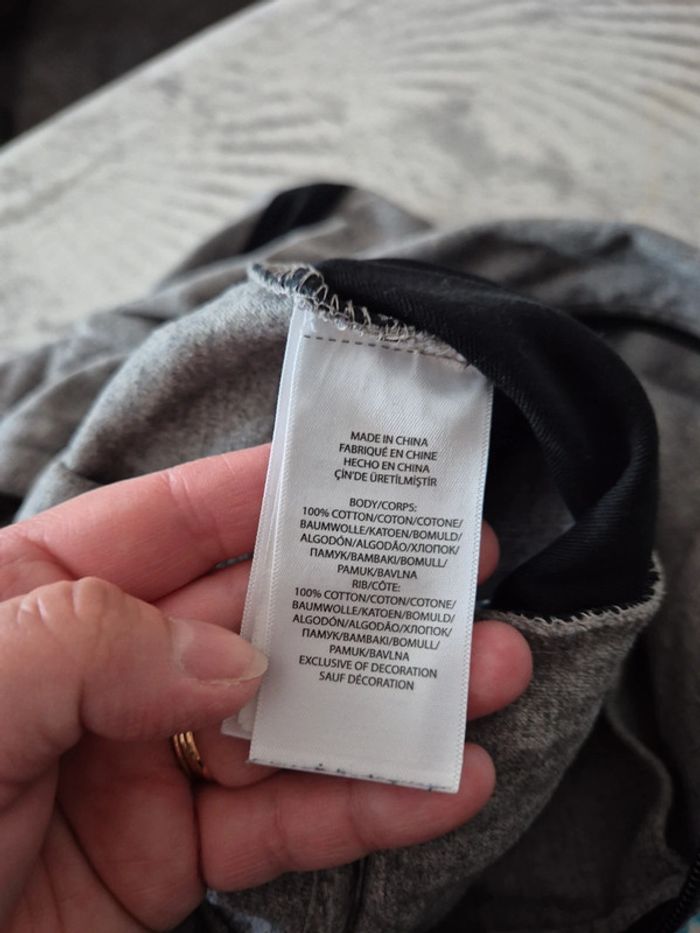 MADE IN CHINA
FABRIQUÉ EN CHINE
HECHO EN CHINA
ÇİN'DE ÜRETİLMİŞTİR
BODY/CORPS:
100% COTTON/COTON/COTONE/
BAUMWOLLE/KATOEN/BOMULD/
ALGODÓN/ALGODÃO/ХЛОПОК/
ПАМУК/BAMBAKI/BOMULL/
PAMUK/BAVLNA
RIB/CÔTE:
100% COTTON/COTON/COTONE/
BAUMWOLLE/KATOEN/BOMULD/
ALGODÓN/ALGODÃO/ХЛОПОК/
ПАМУК/BAMBAKI/BOMULL/
PAMUK/BAVLNA
EXCLUSIVE OF DECORATION
SAUF DÉCORATION